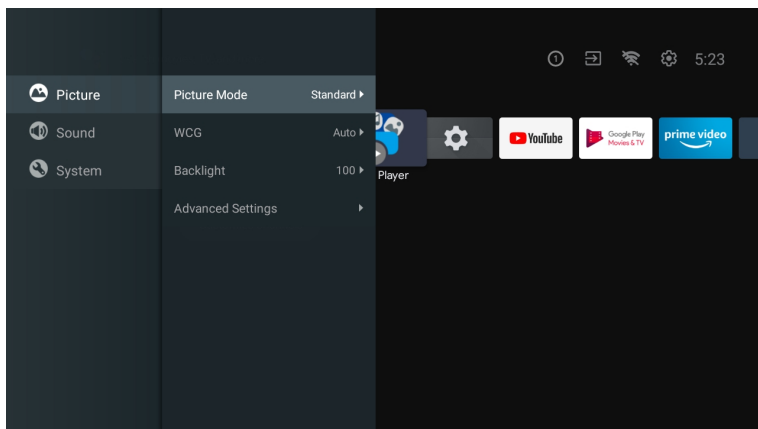 1
5:23
Picture
Sound
System
Picture Mode Standard
WCG Auto
Backlight 100
Advanced Settings
Player
YouTube
Google Play
Movies & TV
prime video